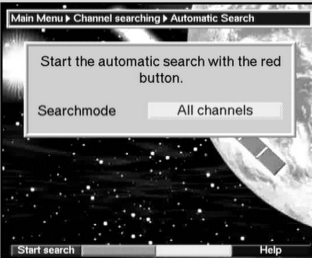 Main Menu ▶ Channel searching ▶ Automatic Search
Start the automatic search with the red
button.
Searchmode All channels
Start search Help